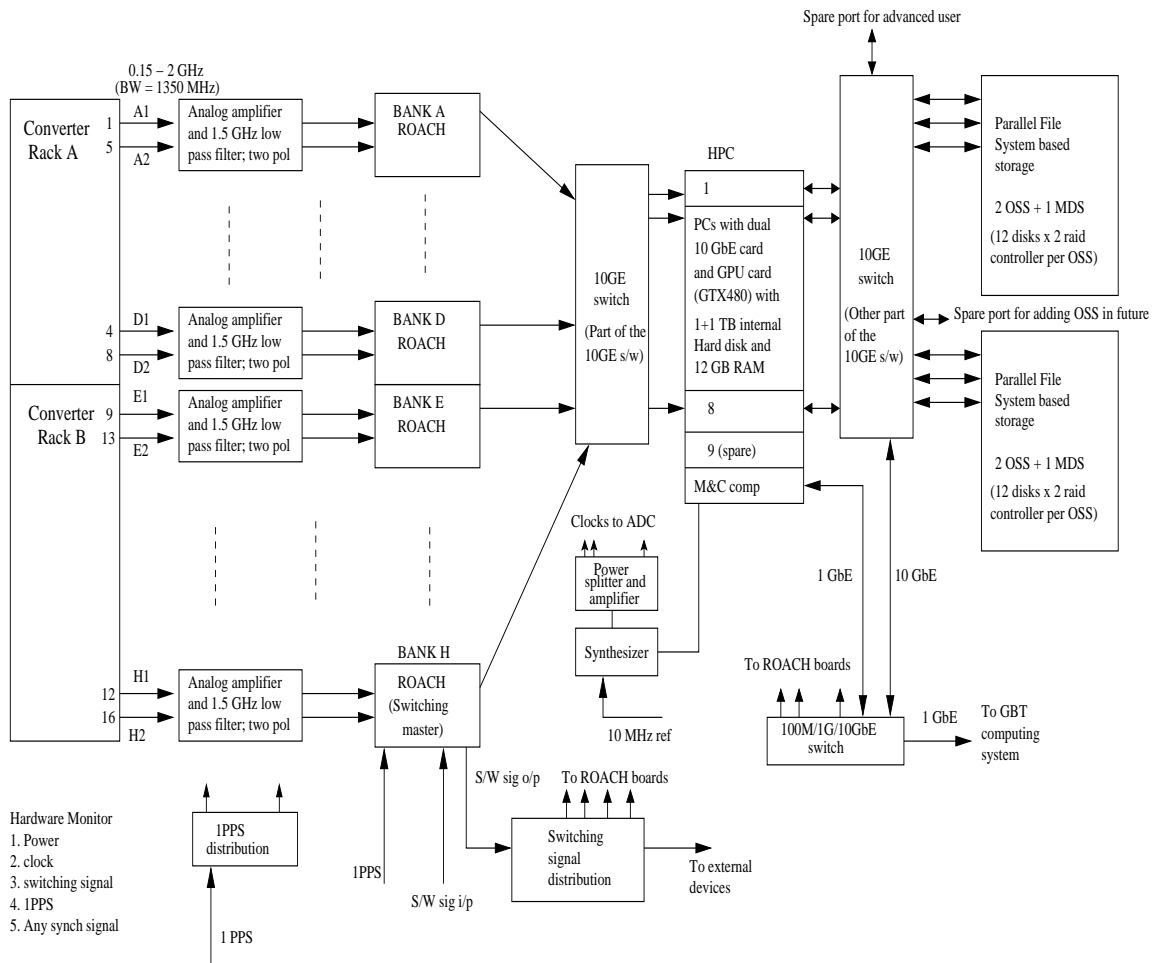 Spare port for advanced user
0.15 – 2 GHz
(BW = 1350 MHz)
Converter
Rack A
1
5
A1
A2
Analog amplifier
and 1.5 GHz low
pass filter; two pol
BANK A
ROACH
4
8
D1
D2
Analog amplifier
and 1.5 GHz low
pass filter; two pol
BANK D
ROACH
Converter
Rack B
9
13
E1
E2
Analog amplifier
and 1.5 GHz low
pass filter; two pol
BANK E
ROACH
12
16
H1
H2
Analog amplifier
and 1.5 GHz low
pass filter; two pol
BANK H
ROACH
(Switching
master)
10GE
switch
(Part of the
10GE s/w)
HPC
1
PCs with dual
10 GbE card
and GPU card
(GTX480) with
1+1 TB internal
Hard disk and
12 GB RAM
8
9 (spare)
M&C comp
10GE
switch
(Other part
of the
10GE s/w)
Parallel File
System based
storage
2 OSS + 1 MDS
(12 disks x 2 raid
controller per OSS)
Spare port for adding OSS in future
Parallel File
System based
storage
2 OSS + 1 MDS
(12 disks x 2 raid
controller per OSS)
Clocks to ADC
Power
splitter and
amplifier
Synthesizer
10 MHz ref
1 GbE
10 GbE
To ROACH boards
100M/1G/10GbE
switch
1 GbE
To GBT
computing
system
S/W sig o/p
To ROACH boards
Switching
signal
distribution
To external
devices
1PPS
S/W sig i/p
Hardware Monitor
1. Power
2. clock
3. switching signal
4. 1PPS
5. Any synch signal
1PPS
distribution
1 PPS